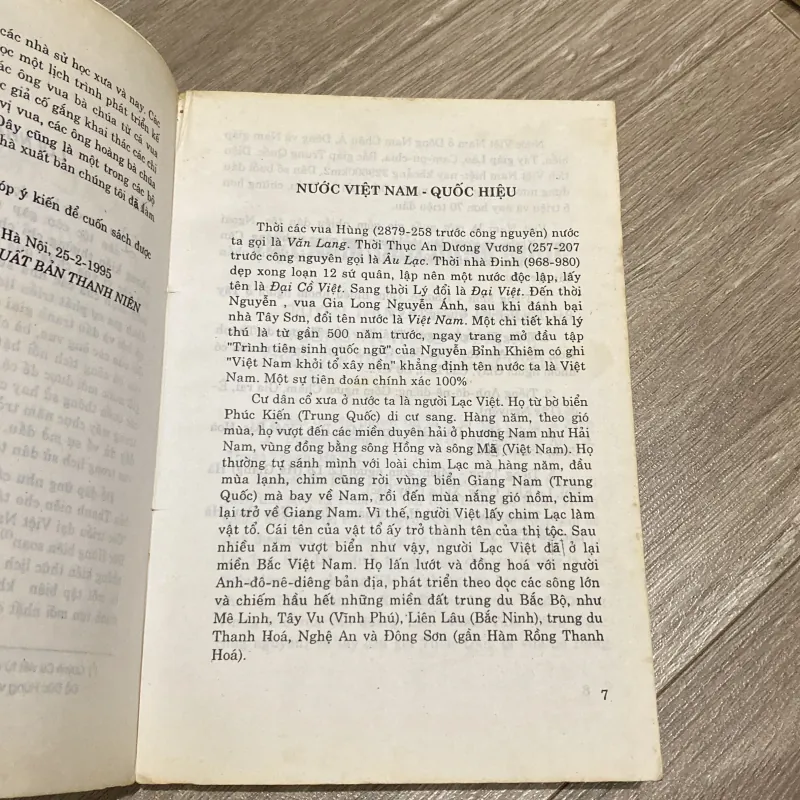 các nhà sử học xưa và nay. Các
ọc một lịch trình phát triển kế
ác ông vua bà chúa từ cả vua
c giả cố gắng khai thác các chi
vị vua, các ông hoàng bà chúa
Đây cũng là một trong các bộ
hà xuất bản chúng tôi đã làm
óp ý kiến để cuốn sách được
Hà Nội, 25-2-1995
UẤT BẢN THANH NIÊN
NƯỚC VIỆT NAM - QUỐC HIỆU
Thời các vua Hùng (2879-258 trước công nguyên) nước
ta gọi là Văn Lang. Thời Thục An Dương Vương (257-207
trước công nguyên gọi là Âu Lạc. Thời nhà Đinh (968-980)
dẹp xong loạn 12 sứ quân, lập nên một nước độc lập, lấy
tên là Đại Cồ Việt. Sang thời Lý đổi là Đại Việt. Đến thời
Nguyễn , vua Gia Long Nguyễn Ánh, sau khi đánh bại
nhà Tây Sơn, đổi tên nước là Việt Nam. Một chi tiết khá lý
thú là từ gần 500 năm trước, ngay trang mở đầu tập
"Trình tiên sinh quốc ngữ" của Nguyễn Bỉnh Khiêm có ghi
"Việt Nam khởi tổ xây nền" khẳng định tên nước ta là Việt
Nam. Một sự tiên đoán chính xác 100%
Cư dân cổ xưa ở nước ta là người Lạc Việt. Họ từ bờ biển
Phúc Kiến (Trung Quốc) di cư sang. Hàng năm, theo gió
mùa, họ vượt đến các miền duyên hải ở phương Nam như Hải
Nam, vùng đồng bằng sông Hồng và sông Mã (Việt Nam). Họ
thường tự sánh mình với loài chim Lạc mà hàng năm, đầu
mùa lạnh, chim cũng rời vùng biển Giang Nam (Trung
Quốc) mà bay về Nam, rồi đến mùa nắng gió nồm, chim
lại trở về Giang Nam. Vì thế, người Việt lấy chim Lạc làm
vật tổ. Cái tên của vật tổ ấy trở thành tên của thị tộc. Sau
nhiều năm vượt biển như vậy, người Lạc Việt đã ở lại
miền Bắc Việt Nam. Họ lấn lướt và đồng hoá với người
Anh-đô-nê-diêng bản địa, phát triển theo dọc các sông lớn
và chiếm hầu hết những miền đất trung du Bắc Bộ, như
Mê Linh, Tây Vu (Vĩnh Phú), Liên Lâu (Bắc Ninh), trung du
Thanh Hoá, Nghệ An và Đông Sơn (gần Hàm Rồng Thanh
Hoá).
7